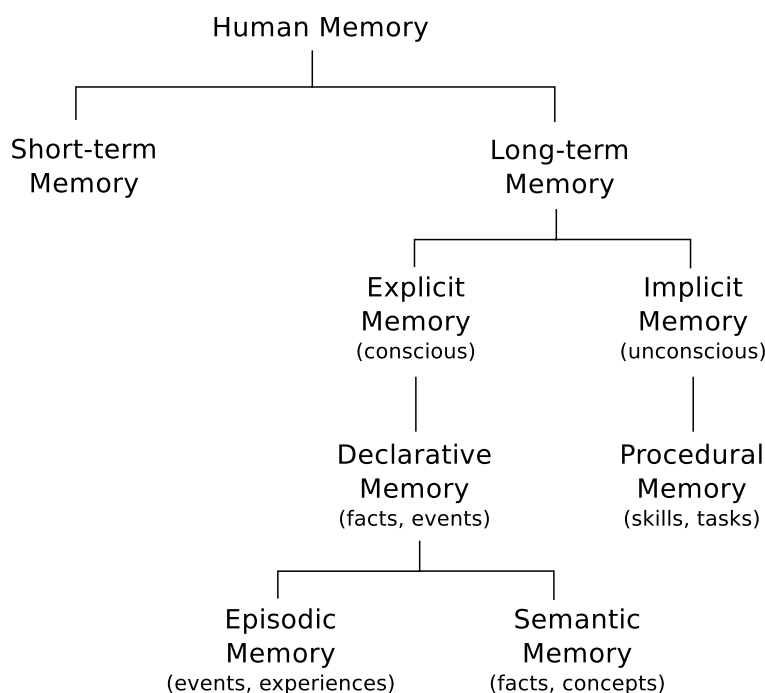 Human Memory
Short-term
Memory
Long-term
Memory
Explicit
Memory
(conscious)
Implicit
Memory
(unconscious)
Declarative
Memory
(facts, events)
Procedural
Memory
(skills, tasks)
Episodic
Memory
(events, experiences)
Semantic
Memory
(facts, concepts)